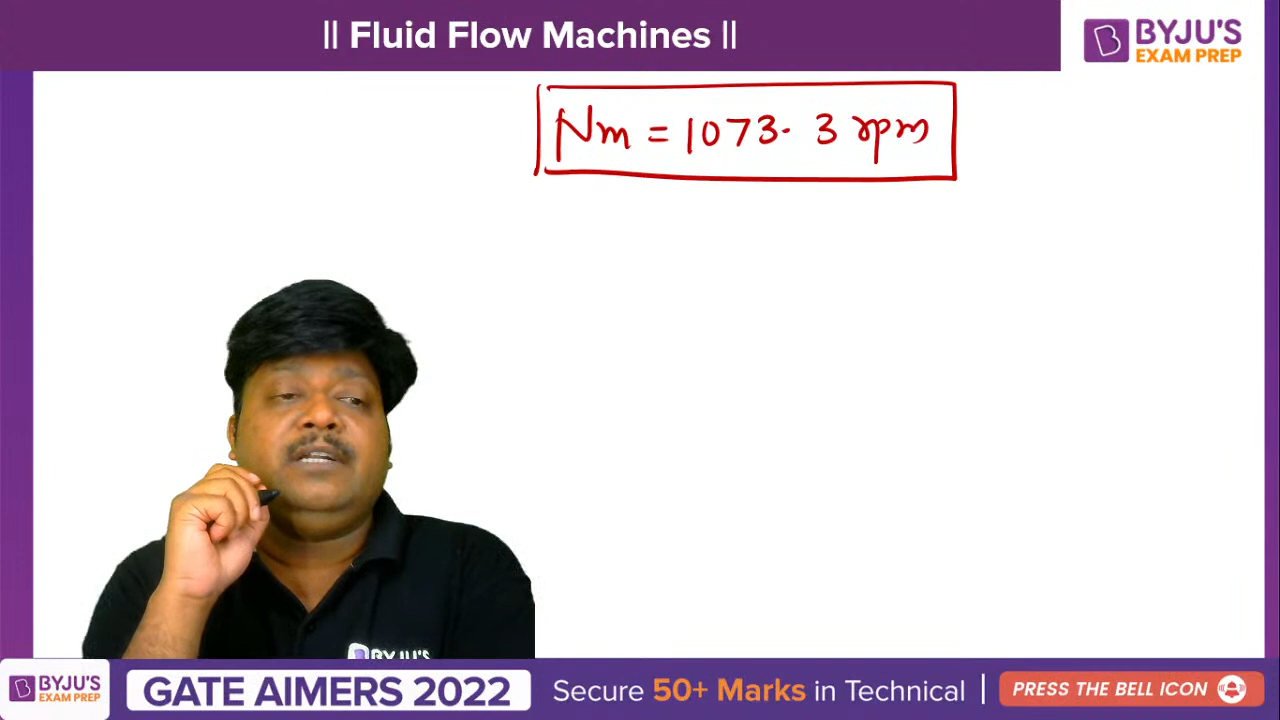 || Fluid Flow Machines ||
BYJU'S
EXAM PREP
Nm = 1073.3 rpm
BYJU'S
BYJU'S
EXAM PREP
GATE AIMERS 2022
Secure 50+ Marks in Technical
PRESS THE BELL ICON